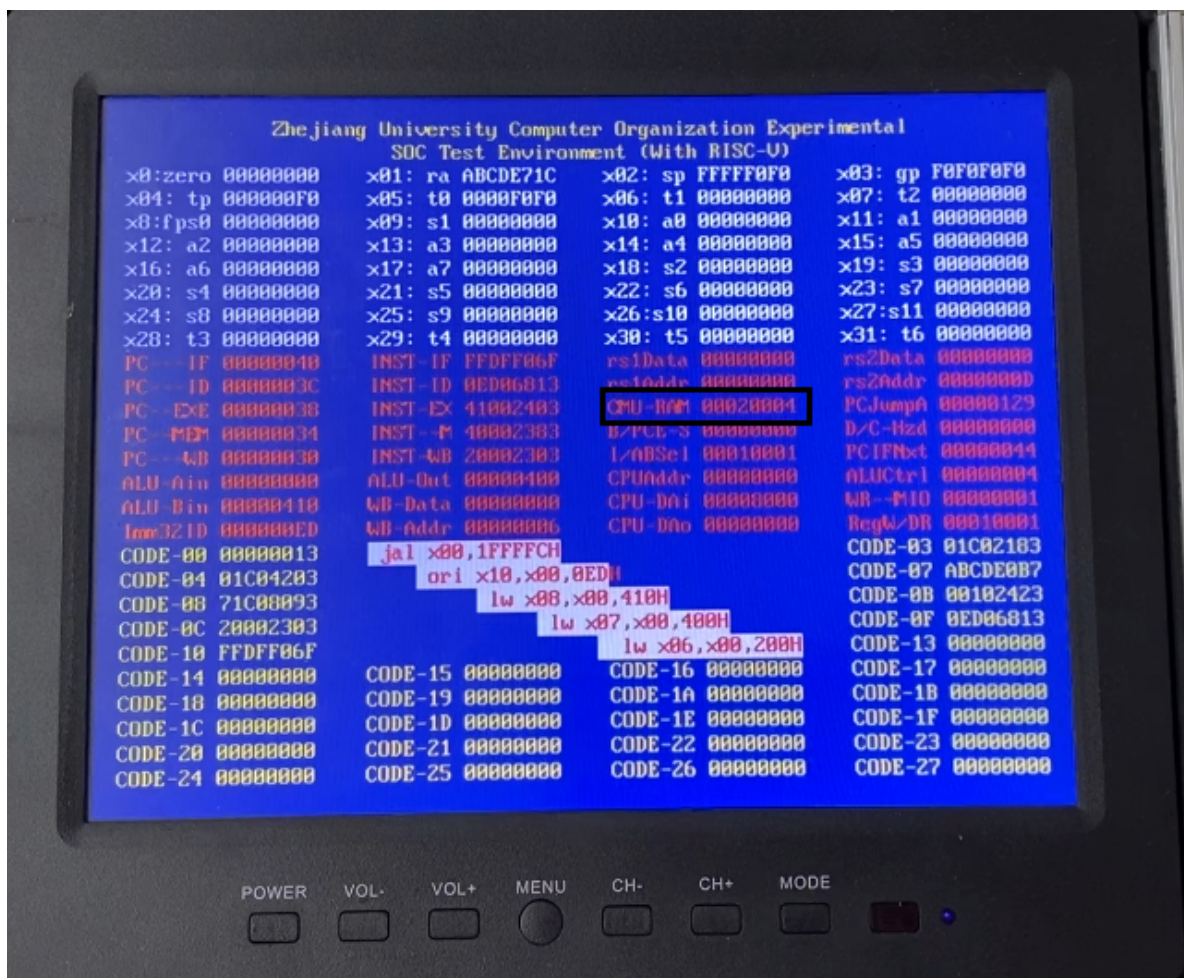 Zhejiang University Computer Organization Experimental
SOC Test Environment (With RISC-V)
x0:zero 00000000 x01: ra ABCDE71C x02: sp FFFFF0F0 x03: gp F0F0F0F0
x04: tp 000000F0 x05: t0 0000F0F0 x06: t1 00000000 x07: t2 00000000
x8:fps0 00000000 x09: s1 00000000 x10: a0 00000000 x11: a1 00000000
x12: a2 00000000 x13: a3 00000000 x14: a4 00000000 x15: a5 00000000
x16: a6 00000000 x17: a7 00000000 x18: s2 00000000 x19: s3 00000000
x20: s4 00000000 x21: s5 00000000 x22: s6 00000000 x23: s7 00000000
x24: s8 00000000 x25: s9 00000000 x26:s10 00000000 x27:s11 00000000
x28: t3 00000000 x29: t4 00000000 x30: t5 00000000 x31: t6 00000000
PC---IF 00000040 INST-IF FFDFF06F rs1Data 00000000 rs2Data 00000000
PC---ID 0000003C INST-ID 0ED06813 rs1Addr 00000000 rs2Addr 0000000D
PC--EXE 00000038 INST-EX 41002403 CMU-RAM 00020004 PCJumpA 00000129
PC--MEM 00000034 INST--M 40002383 B/PCE-S 00000000 D/C-Hzd 00000000
PC---WB 00000030 INST-WB 20002303 I/ABSel 00010001 PCIFNxt 00000044
ALU-Ain 00000000 ALU-Out 00000400 CPUAddr 00000000 ALUCtrl 00000004
ALU-Bin 00000410 WB-Data 00000000 CPU-DAi 00008000 WR--MIO 00000001
Imm32ID 000000ED WB-Addr 00000006 CPU-DAo 00000000 RegW/DR 00010001
CODE-00 00000013 jal x00,1FFFFCH CODE-03 01C02183
CODE-04 01C04203 ori x10,x00,0EDH CODE-07 ABCDE0B7
CODE-08 71C08093 lw x08,x00,410H CODE-0B 00102423
CODE-0C 20002303 lw x07,x00,400H CODE-0F 0ED06813
CODE-10 FFDFF06F lw x06,x00,200H CODE-13 00000000
CODE-14 00000000 CODE-15 00000000 CODE-16 00000000 CODE-17 00000000
CODE-18 00000000 CODE-19 00000000 CODE-1A 00000000 CODE-1B 00000000
CODE-1C 00000000 CODE-1D 00000000 CODE-1E 00000000 CODE-1F 00000000
CODE-20 00000000 CODE-21 00000000 CODE-22 00000000 CODE-23 00000000
CODE-24 00000000 CODE-25 00000000 CODE-26 00000000 CODE-27 00000000
POWER VOL- VOL+ MENU CH- CH+ MODE